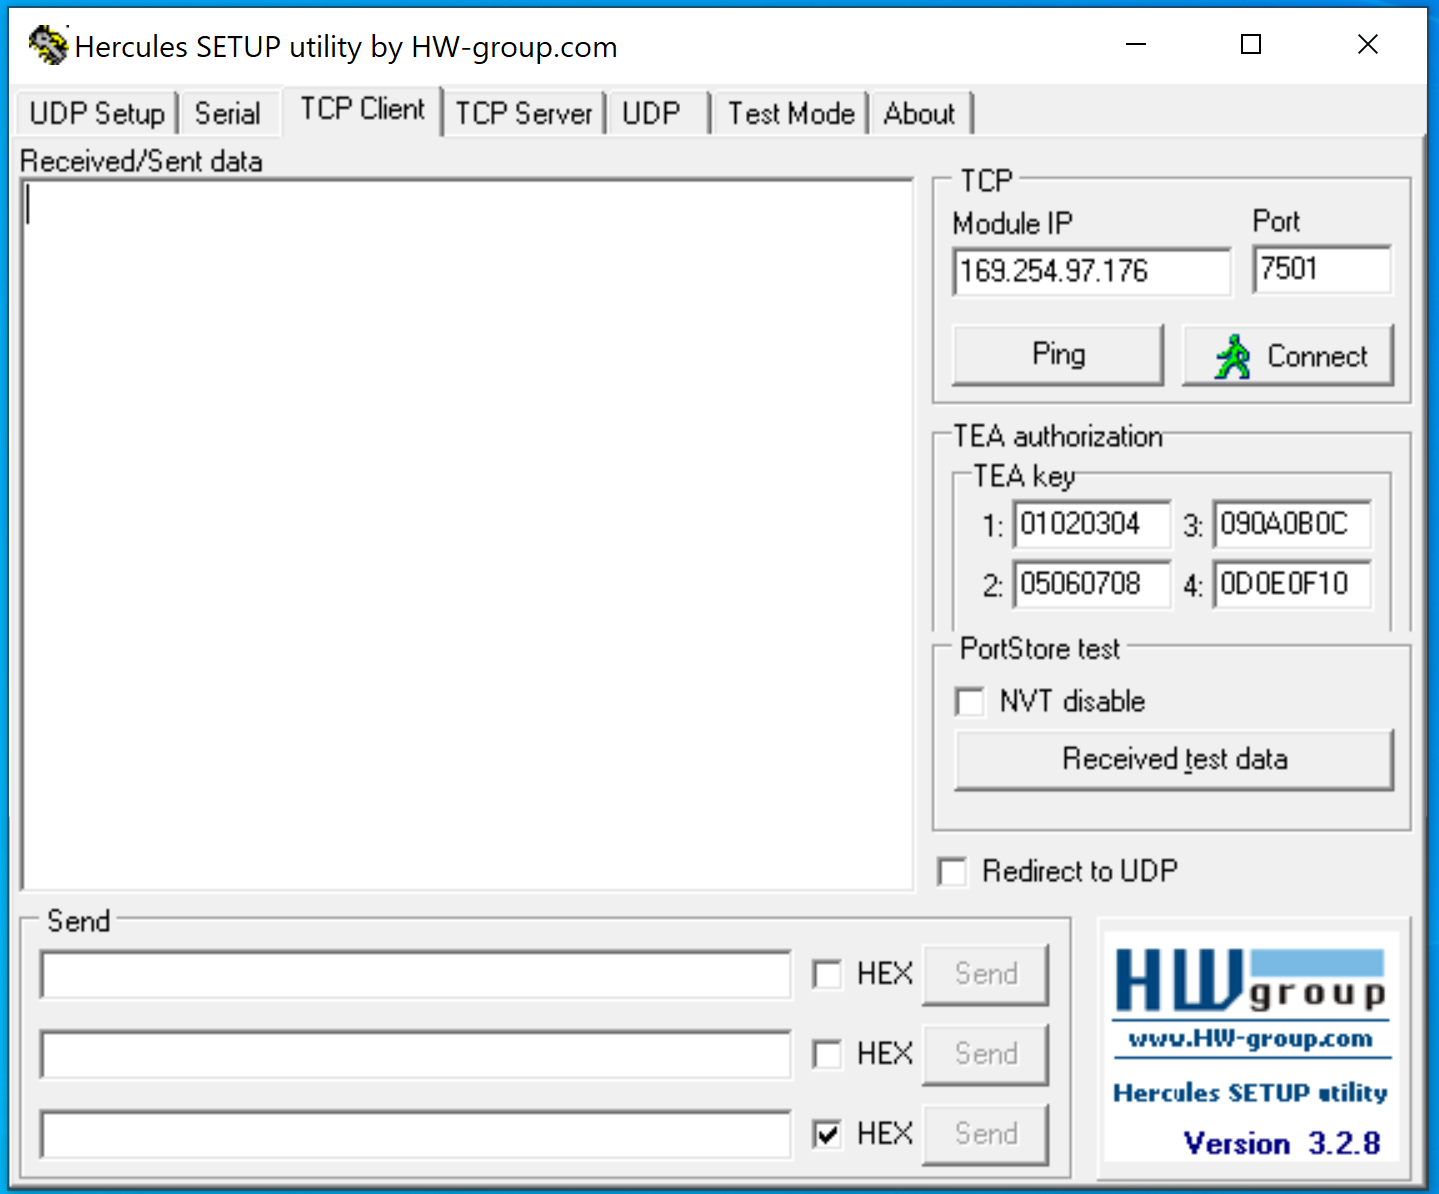 Hercules SETUP utility by HW-group.com
UDP Setup Serial TCP Client TCP Server UDP Test Mode About
Received/Sent data
TCP
Module IP Port
169.254.97.176 7501
Ping Connect
TEA authorization
TEA key
1: 01020304 3: 090A0B0C
2: 05060708 4: 0D0E0F10
PortStore test
NVT disable
Received test data
Redirect to UDP
Send
HEX Send
HEX Send
HEX Send
HW group
www.HW-group.com
Hercules SETUP utility
Version 3.2.8